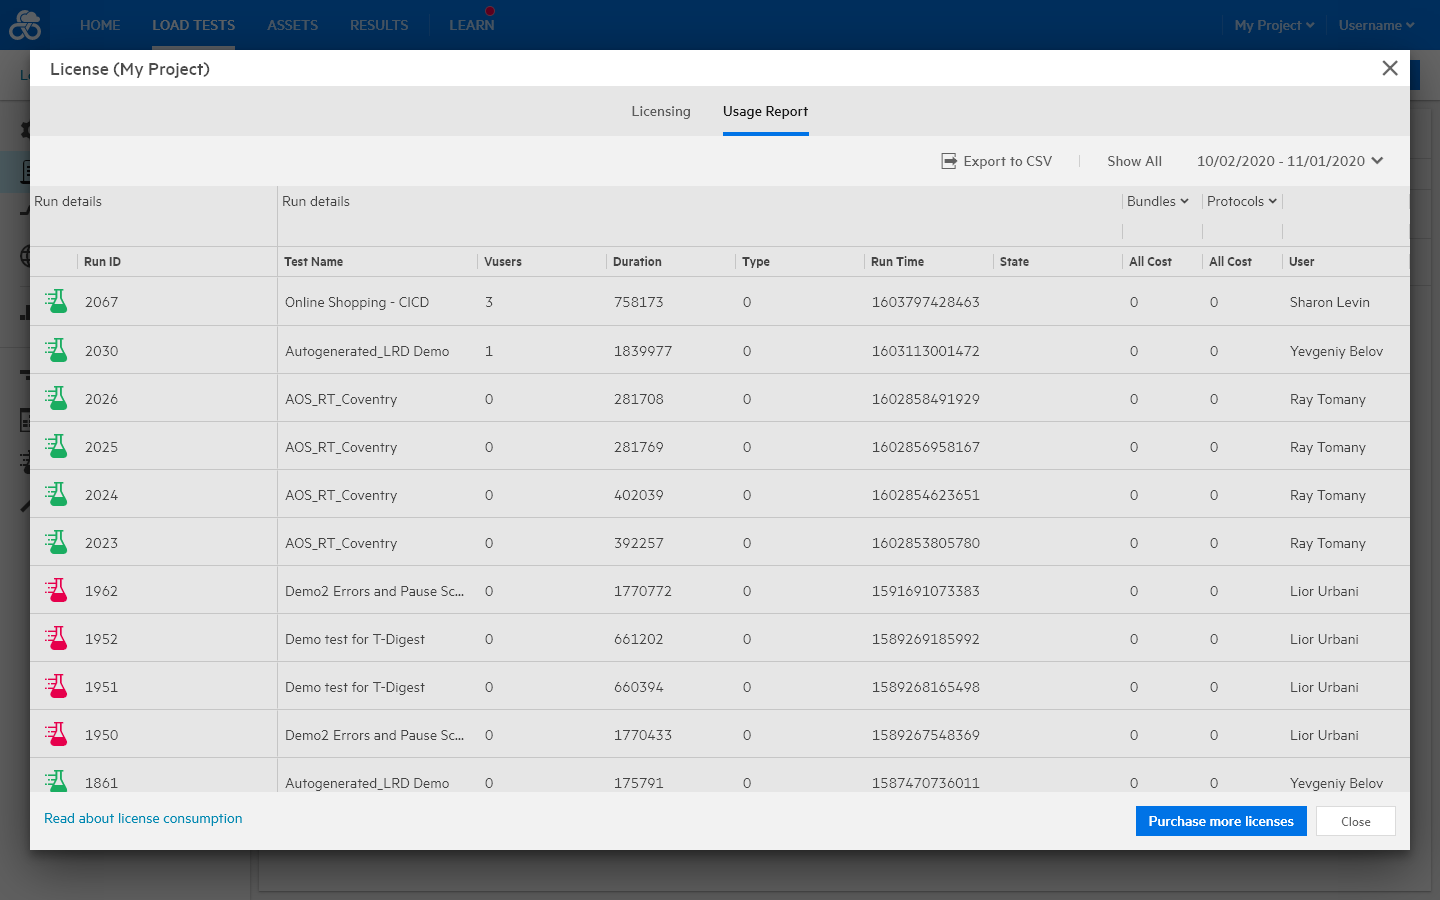 HOME LOAD TESTS ASSETS RESULTS LEARN My Project Username
License (My Project)
Licensing Usage Report
Export to CSV Show All 10/02/2020 - 11/01/2020
Run details Run details Bundles Protocols
Run ID Test Name Vusers Duration Type Run Time State All Cost All Cost User
2067 Online Shopping - CICD 3 758173 0 1603797428463 0 0 Sharon Levin
2030 Autogenerated_LRD Demo 1 1839977 0 1603113001472 0 0 Yevgeniy Belov
2026 AOS_RT_Coventry 0 281708 0 1602858491929 0 0 Ray Tomany
2025 AOS_RT_Coventry 0 281769 0 1602856958167 0 0 Ray Tomany
2024 AOS_RT_Coventry 0 402039 0 1602854623651 0 0 Ray Tomany
2023 AOS_RT_Coventry 0 392257 0 1602853805780 0 0 Ray Tomany
1962 Demo2 Errors and Pause Sc... 0 1770772 0 1591691073383 0 0 Lior Urbani
1952 Demo test for T-Digest 0 661202 0 1589269185992 0 0 Lior Urbani
1951 Demo test for T-Digest 0 660394 0 1589268165498 0 0 Lior Urbani
1950 Demo2 Errors and Pause Sc... 0 1770433 0 1589267548369 0 0 Lior Urbani
1861 Autogenerated_LRD Demo 0 175791 0 1587470736011 0 0 Yevgeniy Belov
Read about license consumption Purchase more licenses Close